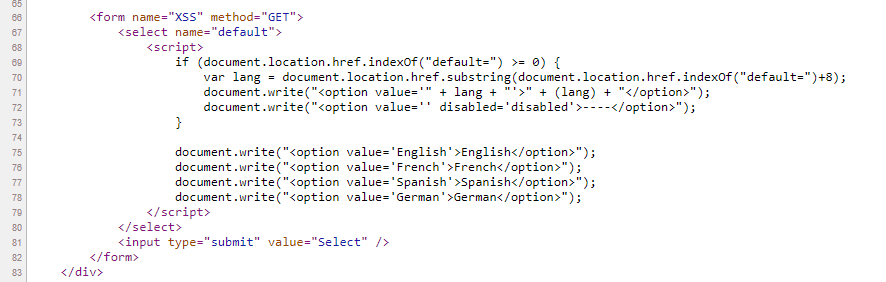 65
66 <form name="XSS" method="GET">
67 <select name="default">
68 <script>
69 if (document.location.href.indexOf("default=") >= 0) {
70 var lang = document.location.href.substring(document.location.href.indexOf("default=")+8);
71 document.write("<option value='" + lang + "'>" + (lang) + "</option>");
72 document.write("<option value='' disabled='disabled'>----</option>");
73 }
74
75 document.write("<option value='English'>English</option>");
76 document.write("<option value='French'>French</option>");
77 document.write("<option value='Spanish'>Spanish</option>");
78 document.write("<option value='German'>German</option>");
79 </script>
80 </select>
81 <input type="submit" value="Select" />
82 </form>
83 </div>